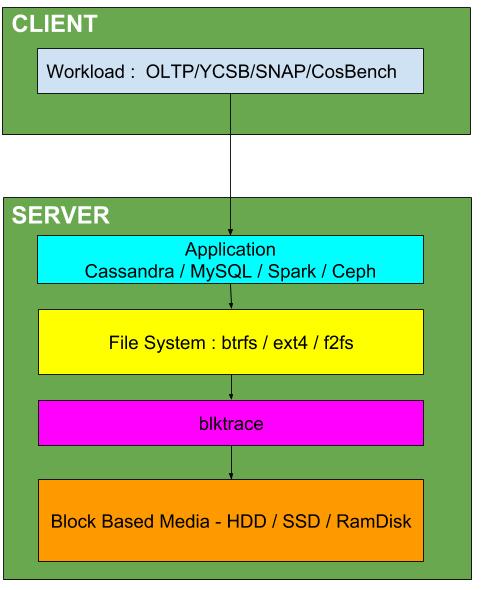 CLIENT
Workload :  OLTP/YCSB/SNAP/CosBench
SERVER
Application
Cassandra / MySQL / Spark / Ceph
File System : btrfs / ext4 / f2fs
blktrace
Block Based Media - HDD / SSD / RamDisk